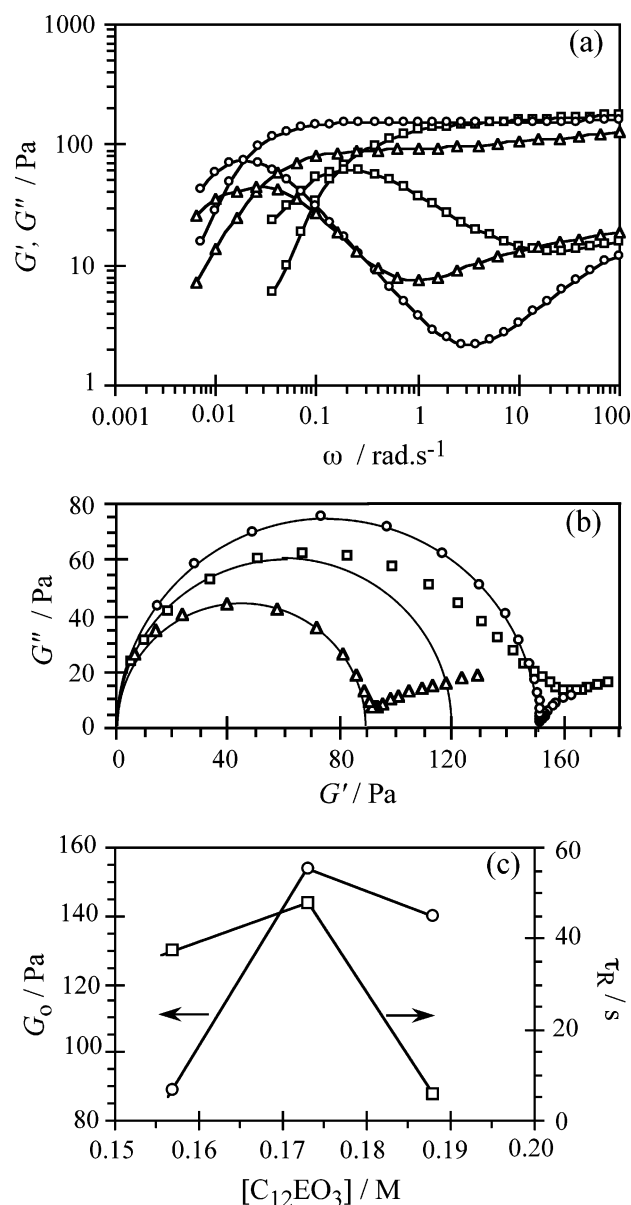 (a)
1000
100
10
1
G', G'' / Pa
0.001 0.01 0.1 1 10 100
ω / rad.s-1
(b)
80
60
40
20
0
G'' / Pa
0 40 80 120 160
G' / Pa
(c)
160
140
120
100
80
Go / Pa
60
40
20
0
τR / s
0.15 0.16 0.17 0.18 0.19 0.20
[C12EO3] / M